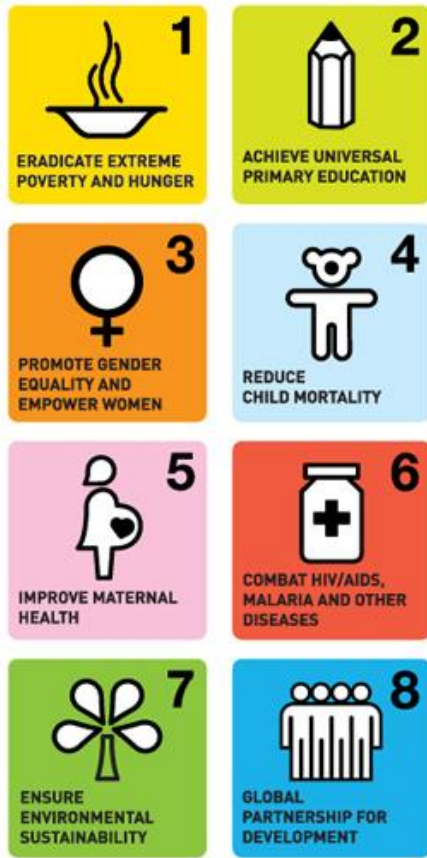 1
ERADICATE EXTREME
POVERTY AND HUNGER
2
ACHIEVE UNIVERSAL
PRIMARY EDUCATION
3
PROMOTE GENDER
EQUALITY AND
EMPOWER WOMEN
4
REDUCE
CHILD MORTALITY
5
IMPROVE MATERNAL
HEALTH
6
COMBAT HIV/AIDS,
MALARIA AND OTHER
DISEASES
7
ENSURE
ENVIRONMENTAL
SUSTAINABILITY
8
GLOBAL
PARTNERSHIP FOR
DEVELOPMENT